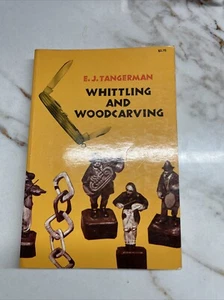 E. J. TANGERMAN
WHITTLING
AND
WOODCARVING